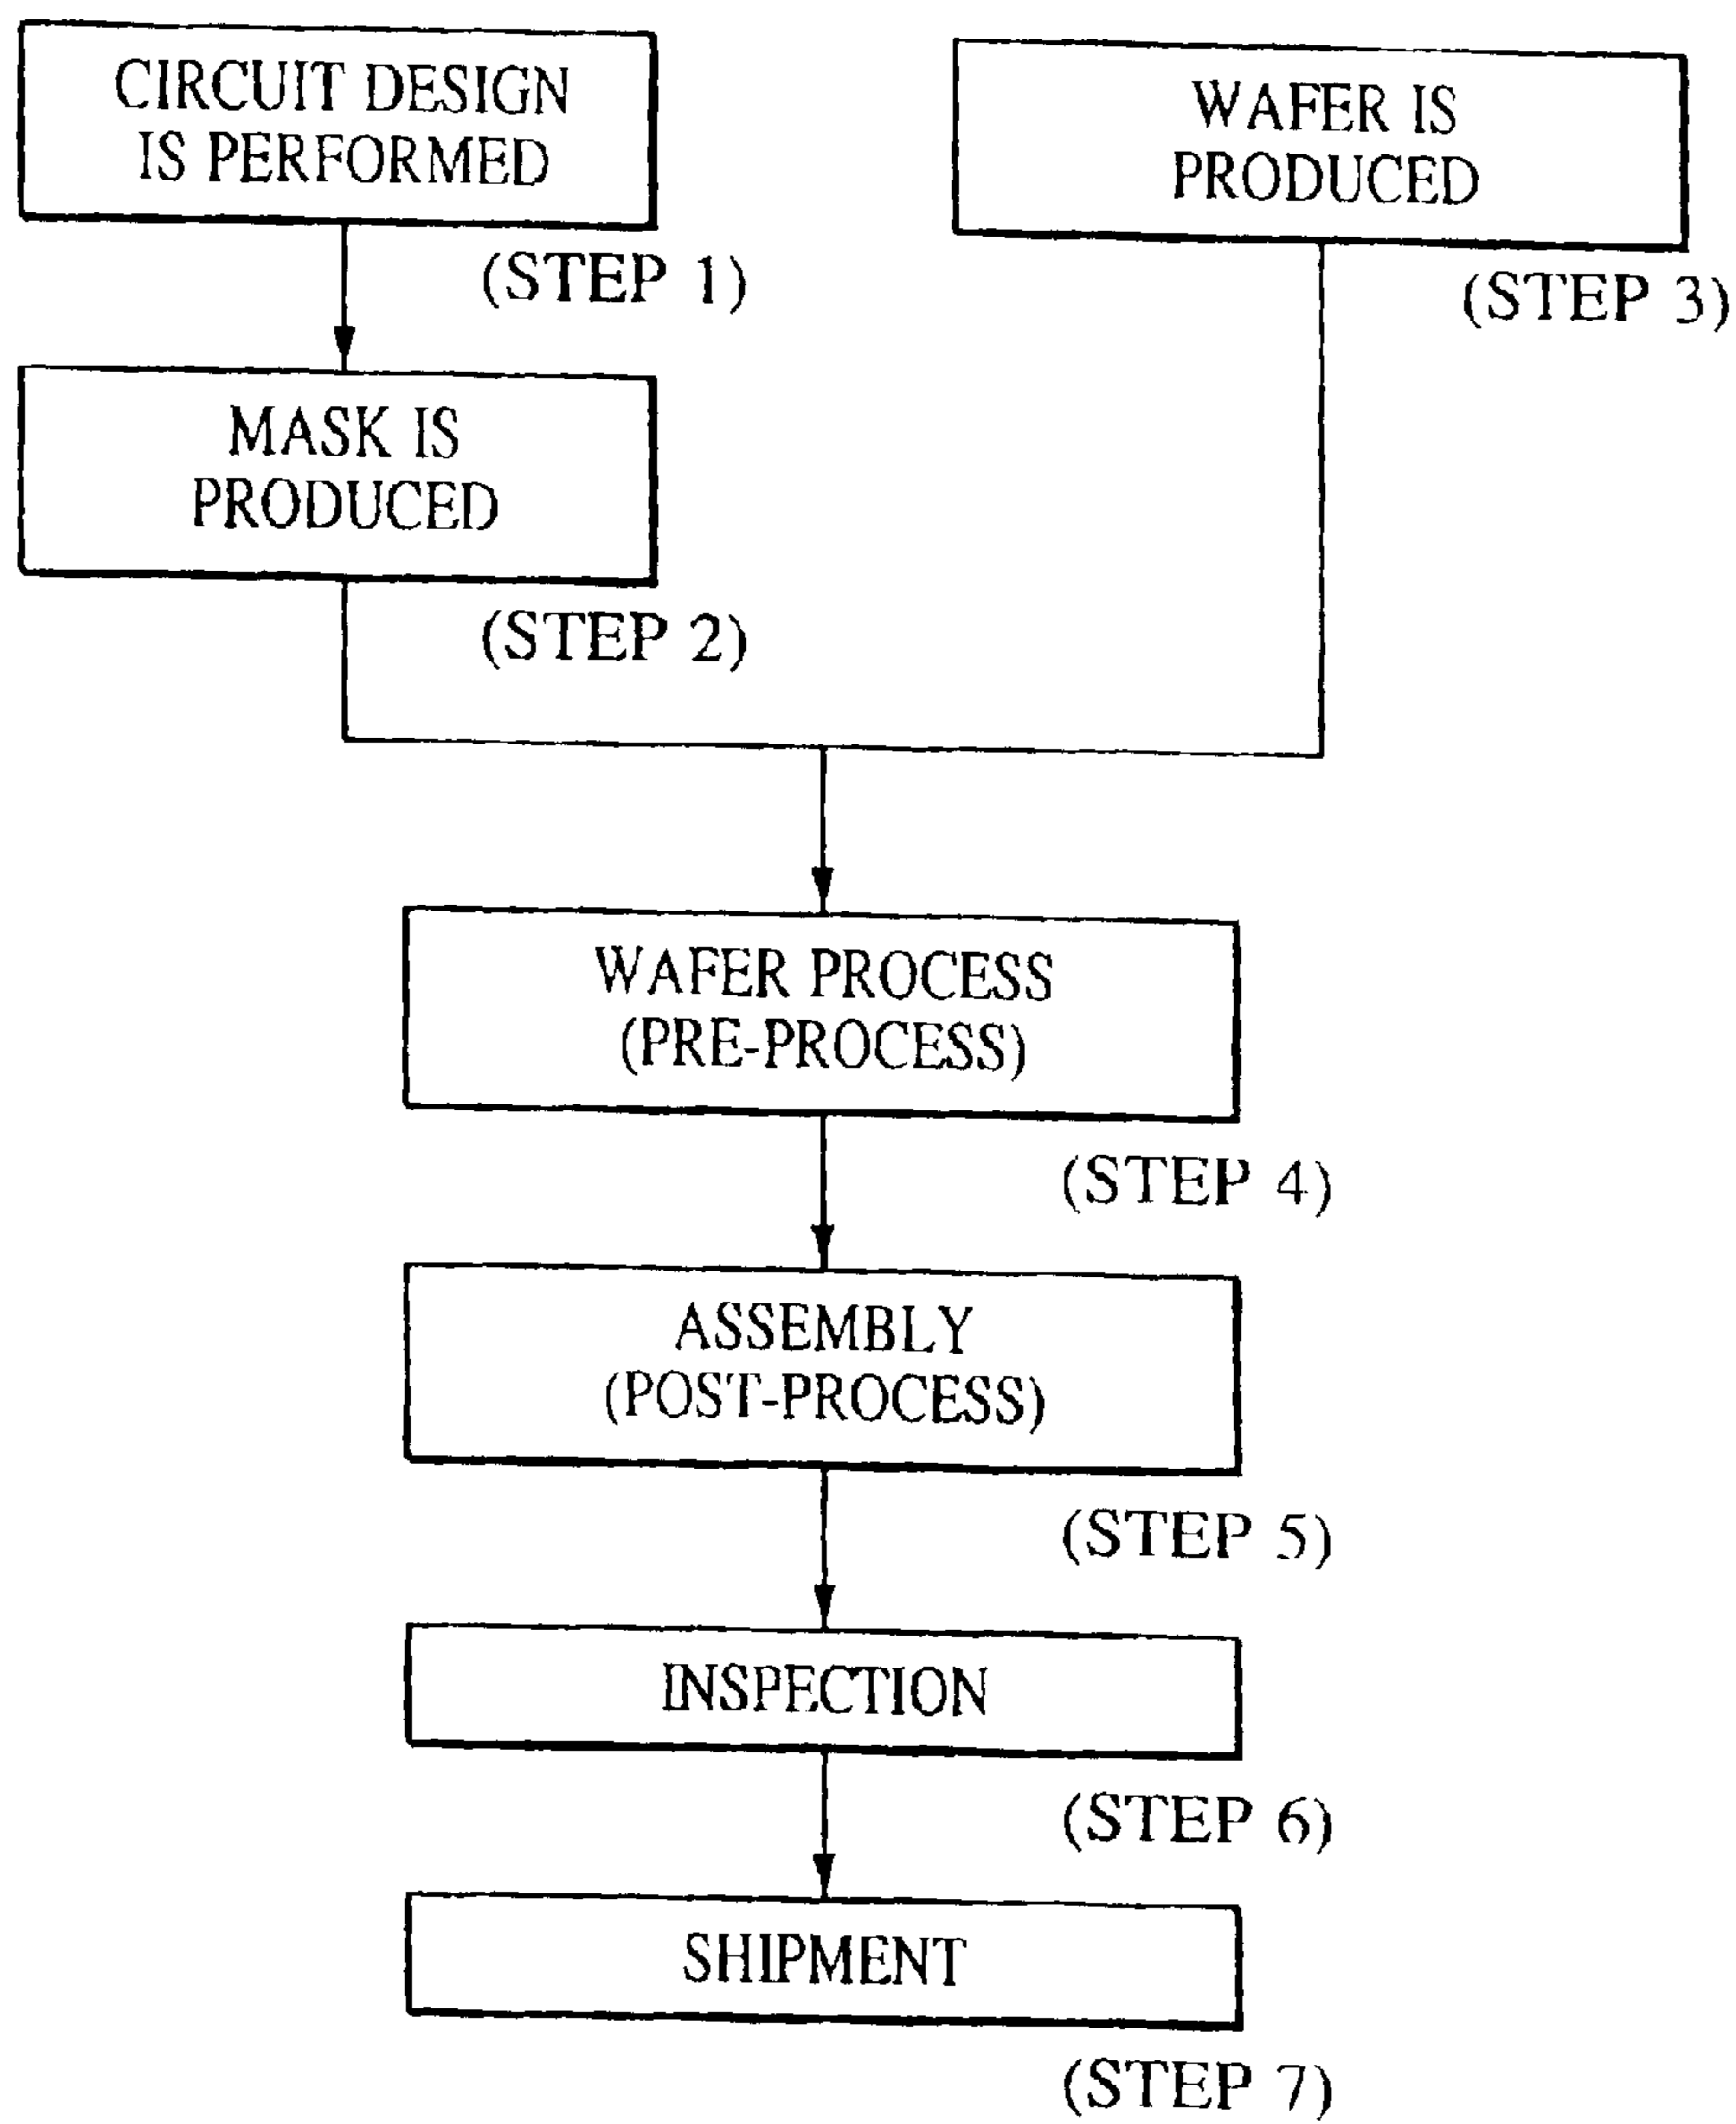 CIRCUIT DESIGN
IS PERFORMED
(STEP 1)
WAFER IS
PRODUCED
(STEP 3)
MASK IS
PRODUCED
(STEP 2)
WAFER PROCESS
(PRE-PROCESS)
(STEP 4)
ASSEMBLY
(POST-PROCESS)
(STEP 5)
INSPECTION
(STEP 6)
SHIPMENT
(STEP 7)